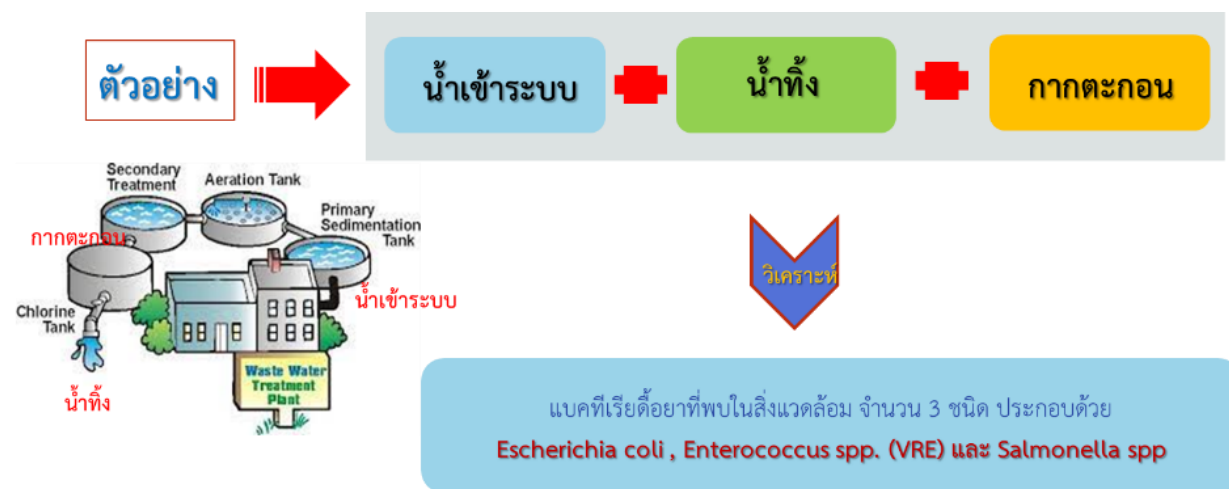 ตัวอย่าง
น้ำเข้าระบบ
น้ำทิ้ง
กากตะกอน
Secondary
Treatment
Aeration Tank
Primary
Sedimentation
Tank
กากตะกอน
น้ำเข้าระบบ
Chlorine
Tank
น้ำทิ้ง
Waste Water
Treatment
Plant
วิเคราะห์
แบคทีเรียดื้อยาที่พบในสิ่งแวดล้อม จำนวน 3 ชนิด ประกอบด้วย
Escherichia coli , Enterococcus spp. (VRE) และ Salmonella spp